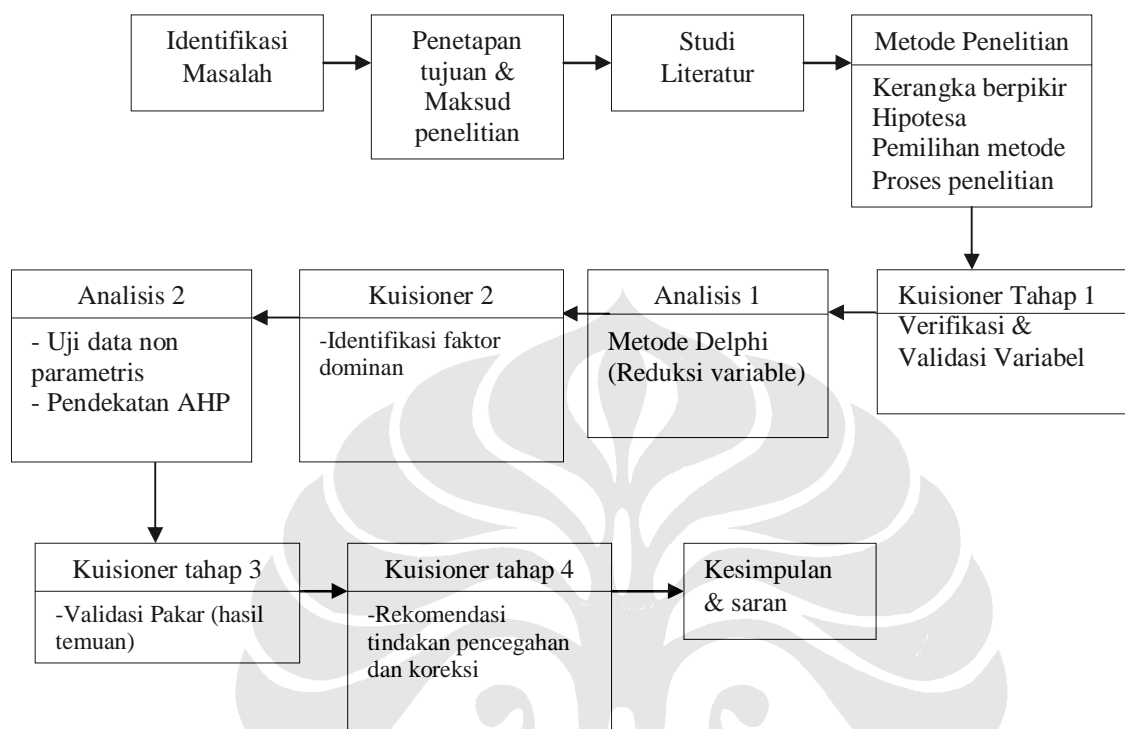 Identifikasi
Masalah
Penetapan
tujuan &
Maksud
penelitian
Studi
Literatur
Metode Penelitian
Kerangka berpikir
Hipotesa
Pemilihan metode
Proses penelitian
Kuisioner Tahap 1
Verifikasi &
Validasi Variabel
Analisis 1
Metode Delphi
(Reduksi variable)
Kuisioner 2
-Identifikasi faktor
dominan
Analisis 2
- Uji data non
parametris
- Pendekatan AHP
Kuisioner tahap 3
-Validasi Pakar (hasil
temuan)
Kuisioner tahap 4
-Rekomendasi
tindakan pencegahan
dan koreksi
Kesimpulan
& saran